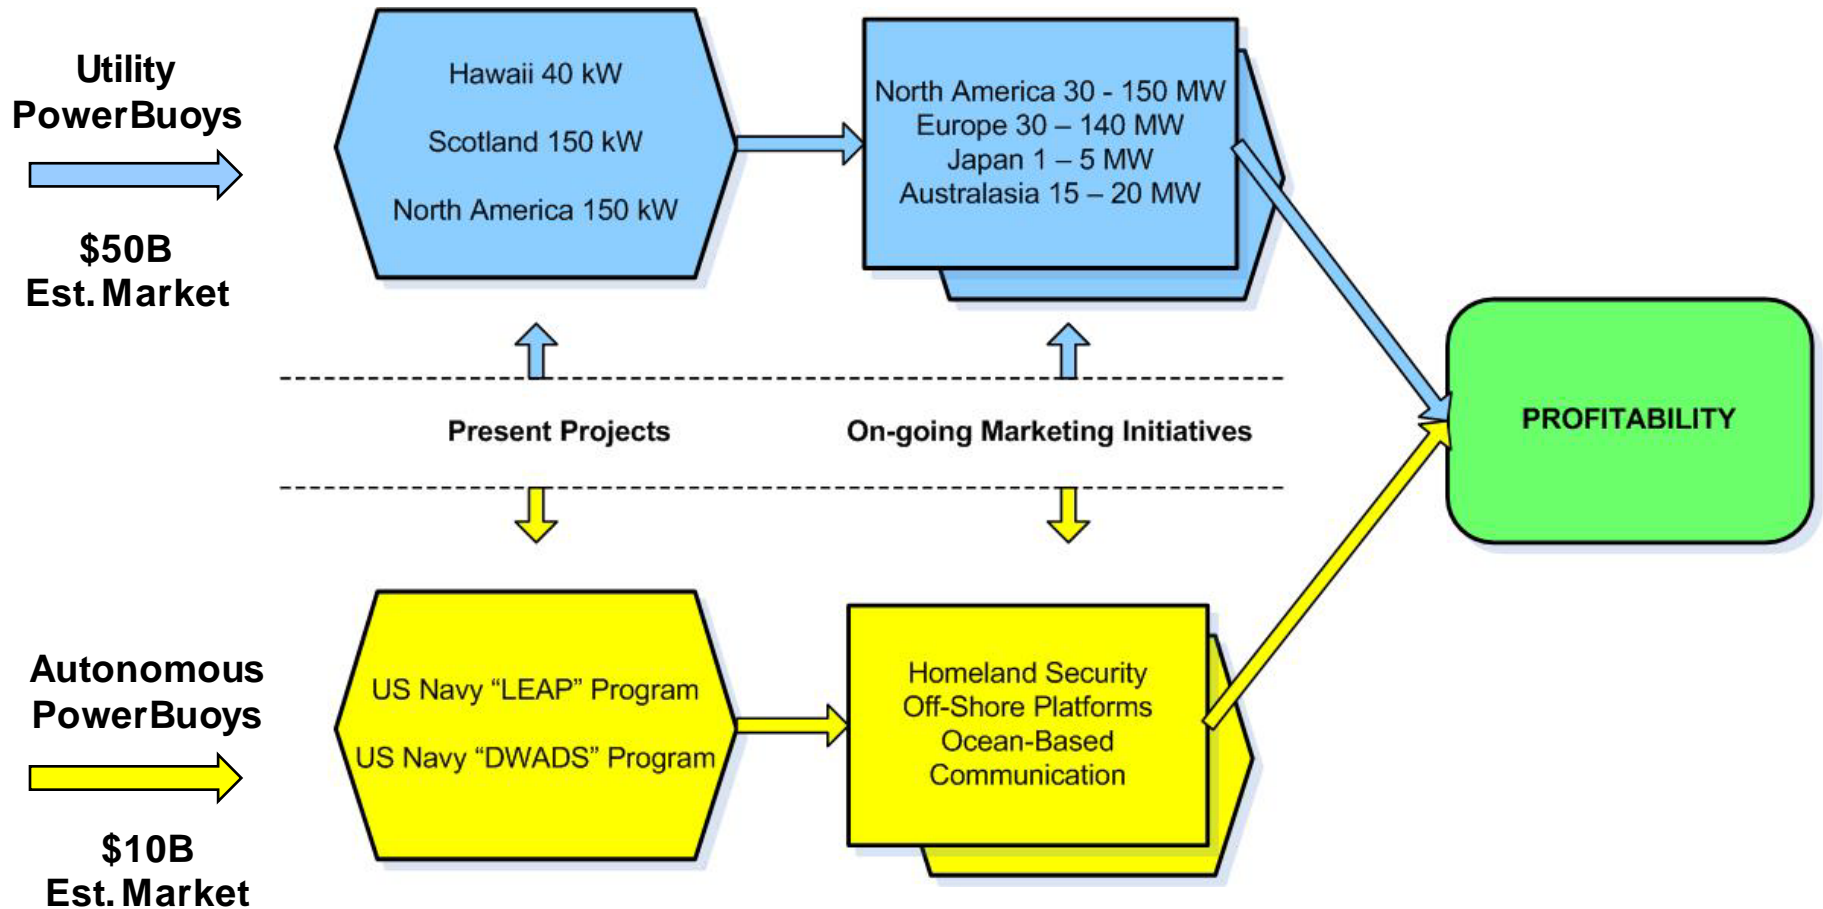 Utility
PowerBuoys
$50B
Est. Market
Hawaii 40 kW
Scotland 150 kW
North America 150 kW
North America 30 - 150 MW
Europe 30 – 140 MW
Japan 1 – 5 MW
Australasia 15 – 20 MW
Present Projects
On-going Marketing Initiatives
PROFITABILITY
Autonomous
PowerBuoys
$10B
Est. Market
US Navy “LEAP” Program
US Navy “DWADS” Program
Homeland Security
Off-Shore Platforms
Ocean-Based
Communication